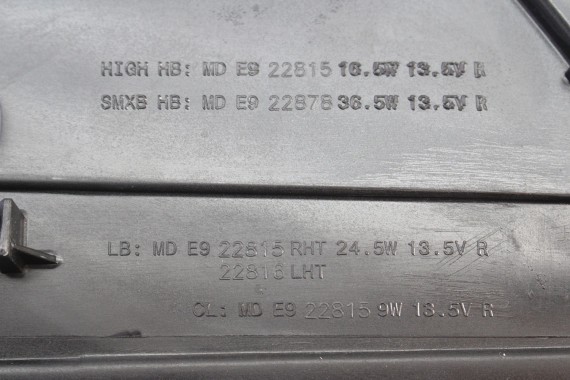 HIGH HB: MD E9 22815 16.5W 13.5V R
SMXB HB: MD E9 22878 36.5W 13.5V R
LB: MD E9 22815 RHT 24.5W 13.5V R
22816 LHT
CL: MD E9 22815 9W 13.5V R